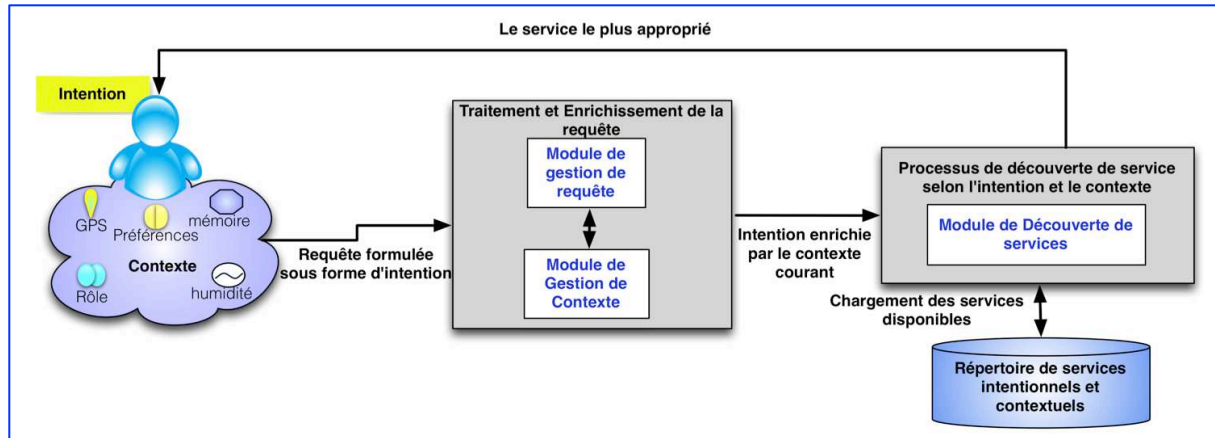 Le service le plus approprié
Intention
GPS
Préférences
mémoire
Contexte
Rôle
humidité
Requête formulée
sous forme d'intention
Traitement et Enrichissement de la
requête
Module de
gestion de
requête
Module de
Gestion de
Contexte
Intention enrichie
par le contexte
courant
Processus de découverte de service
selon l'intention et le contexte
Module de Découverte de
services
Chargement des services
disponibles
Répertoire de services
intentionnels et
contextuels